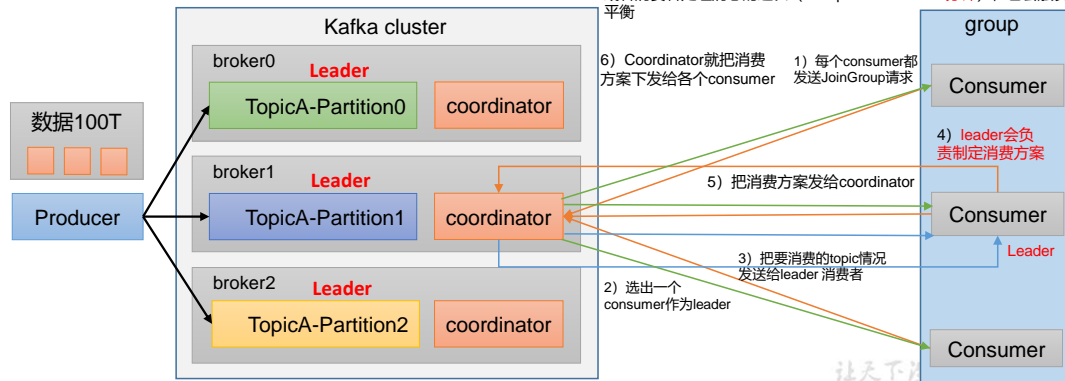 平衡
Kafka cluster
group
broker0
Leader
TopicA-Partition0
coordinator
6）Coordinator就把消费
方案下发给各个consumer
1）每个consumer都
发送JoinGroup请求
Consumer
数据100T
4）leader会负
责制定消费方案
broker1
Leader
TopicA-Partition1
coordinator
5）把消费方案发给coordinator
Producer
Consumer
Leader
3）把要消费的topic情况
发送给leader 消费者
broker2
Leader
TopicA-Partition2
coordinator
2）选出一个
consumer作为leader
Consumer
让天下